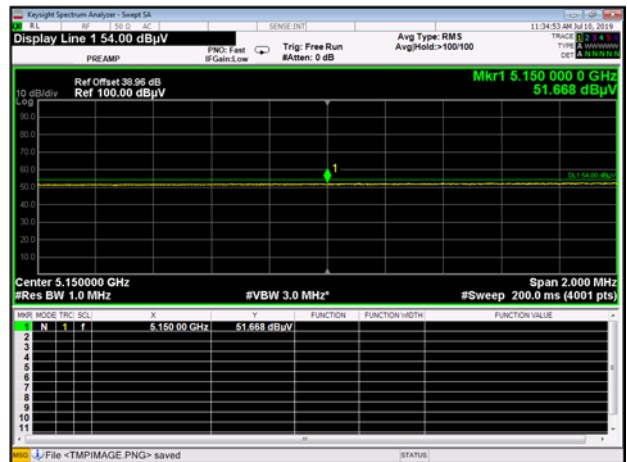 Keysight Spectrum Analyzer - Swept SA
RL RF 50 Ω AC SENSE:INT 11:34:53 AM Jul 10, 2019
Display Line 1 54.00 dBµV Avg Type: RMS TRACE 1 2 3 4 5 6
PNO: Fast Trig: Free Run Avg|Hold:>100/100 TYPE A WWWWW
PREAMP IFGain:Low #Atten: 0 dB DET A N N N N N
Mkr1 5.150 000 0 GHz
Ref Offset 38.96 dB
10 dB/div Ref 100.00 dBµV 51.668 dBµV
Log
90.0
80.0
70.0
60.0 1
DL1 54.00 dBµV
50.0
40.0
30.0
20.0
10.0
Center 5.150000 GHz Span 2.000 MHz
#Res BW 1.0 MHz #VBW 3.0 MHz* #Sweep 200.0 ms (4001 pts)
MKR MODE TRC SCL X Y FUNCTION FUNCTION WIDTH FUNCTION VALUE
1 N 1 f 5.150 00 GHz 51.668 dBµV
2
3
4
5
6
7
8
9
10
11
MSG File <TMPIMAGE.PNG> saved STATUS